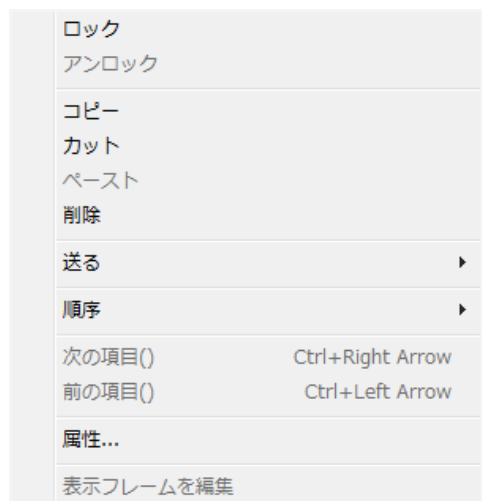 ロック
アンロック
コピー
カット
ペースト
削除
送る
順序
次の項目() Ctrl+Right Arrow
前の項目() Ctrl+Left Arrow
属性...
表示フレームを編集